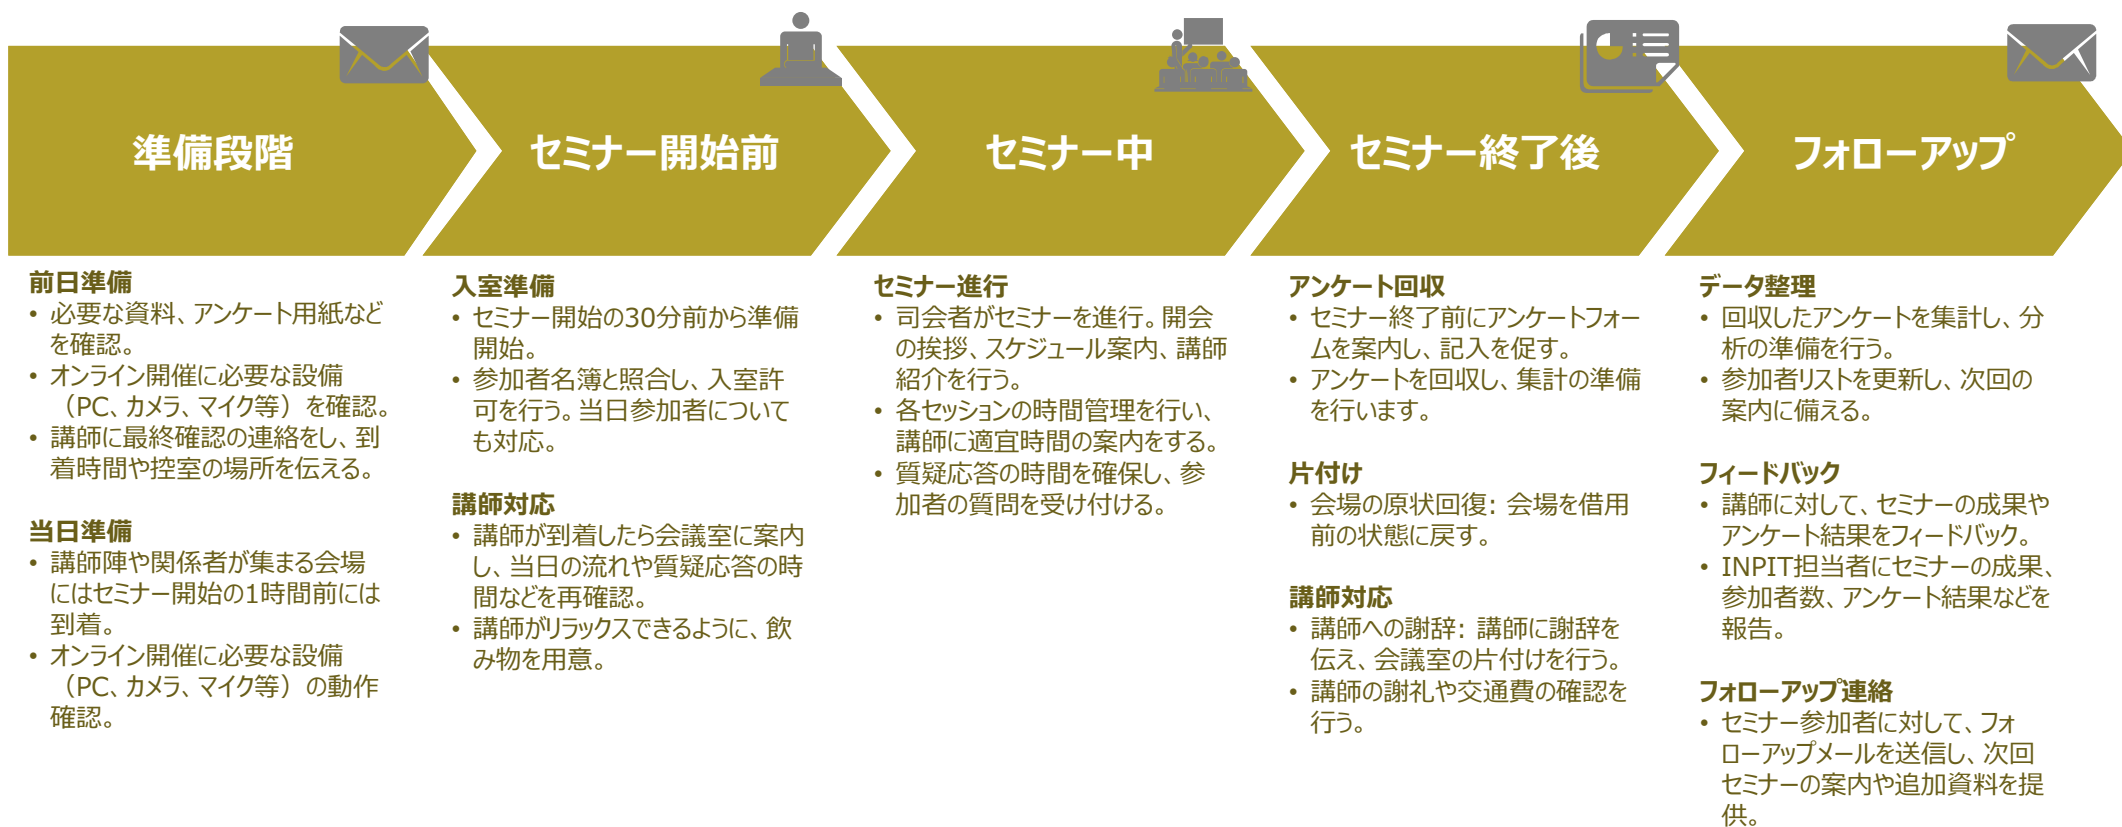 準備段階
セミナー開始前
セミナー中
セミナー終了後
フォローアップ
前日準備
• 必要な資料、アンケート用紙など
を確認。
• オンライン開催に必要な設備
（PC、カメラ、マイク等）を確認。
• 講師に最終確認の連絡をし、到
着時間や控室の場所を伝える。
当日準備
• 講師陣や関係者が集まる会場
にはセミナー開始の1時間前には
到着。
• オンライン開催に必要な設備
（PC、カメラ、マイク等）の動作
確認。
入室準備
• セミナー開始の30分前から準備
開始。
• 参加者名簿と照合し、入室許
可を行う。当日参加者について
も対応。
講師対応
• 講師が到着したら会議室に案内
し、当日の流れや質疑応答の時
間などを再確認。
• 講師がリラックスできるように、飲
み物を用意。
セミナー進行
• 司会者がセミナーを進行。開会
の挨拶、スケジュール案内、講師
紹介を行う。
• 各セッションの時間管理を行い、
講師に適宜時間の案内をする。
• 質疑応答の時間を確保し、参
加者の質問を受け付ける。
アンケート回収
• セミナー終了前にアンケートフォー
ムを案内し、記入を促す。
• アンケートを回収し、集計の準備
を行います。
片付け
• 会場の原状回復: 会場を借用
前の状態に戻す。
講師対応
• 講師への謝辞: 講師に謝辞を
伝え、会議室の片付けを行う。
• 講師の謝礼や交通費の確認を
行う。
データ整理
• 回収したアンケートを集計し、分
析の準備を行う。
• 参加者リストを更新し、次回の
案内に備える。
フィードバック
• 講師に対して、セミナーの成果や
アンケート結果をフィードバック。
• INPIT担当者にセミナーの成果、
参加者数、アンケート結果などを
報告。
フォローアップ連絡
• セミナー参加者に対して、フォ
ローアップメールを送信し、次回
セミナーの案内や追加資料を提
供。